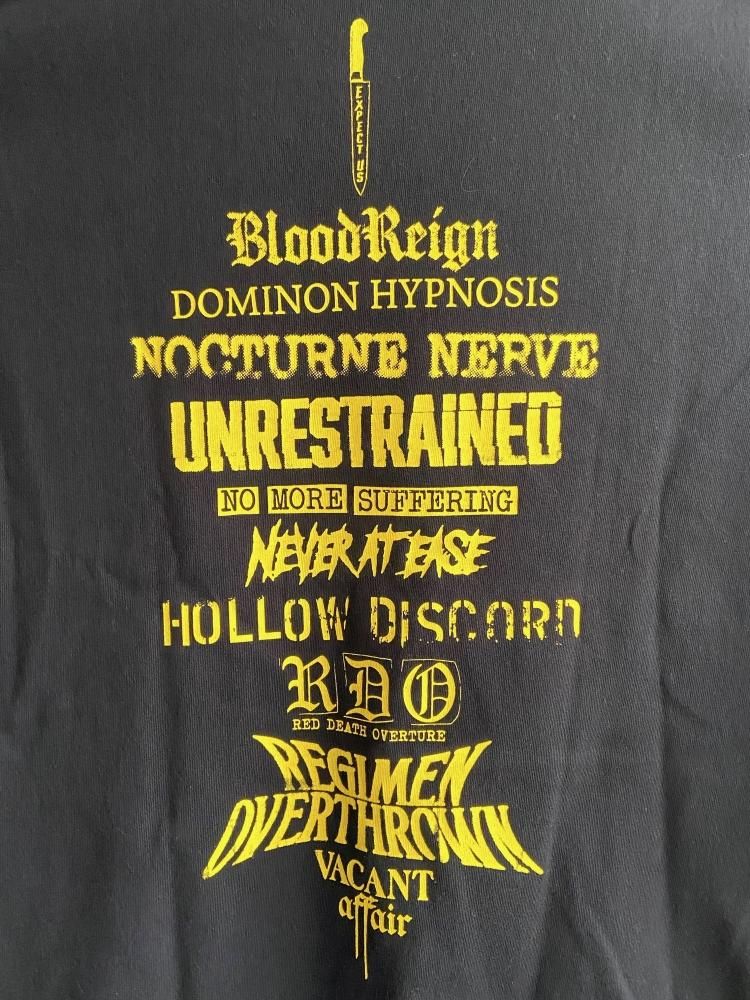 EXPECT US
BloodReign
DOMINON HYPNOSIS
NOCTURNE NERVE
UNRESTRAINED
NO MORE SUFFERING
NEVER AT EASE
HOLLOW DISCORD
RDO
RED DEATH OVERTURE
REGIMEN
OVERTHROWN
VACANT
affair